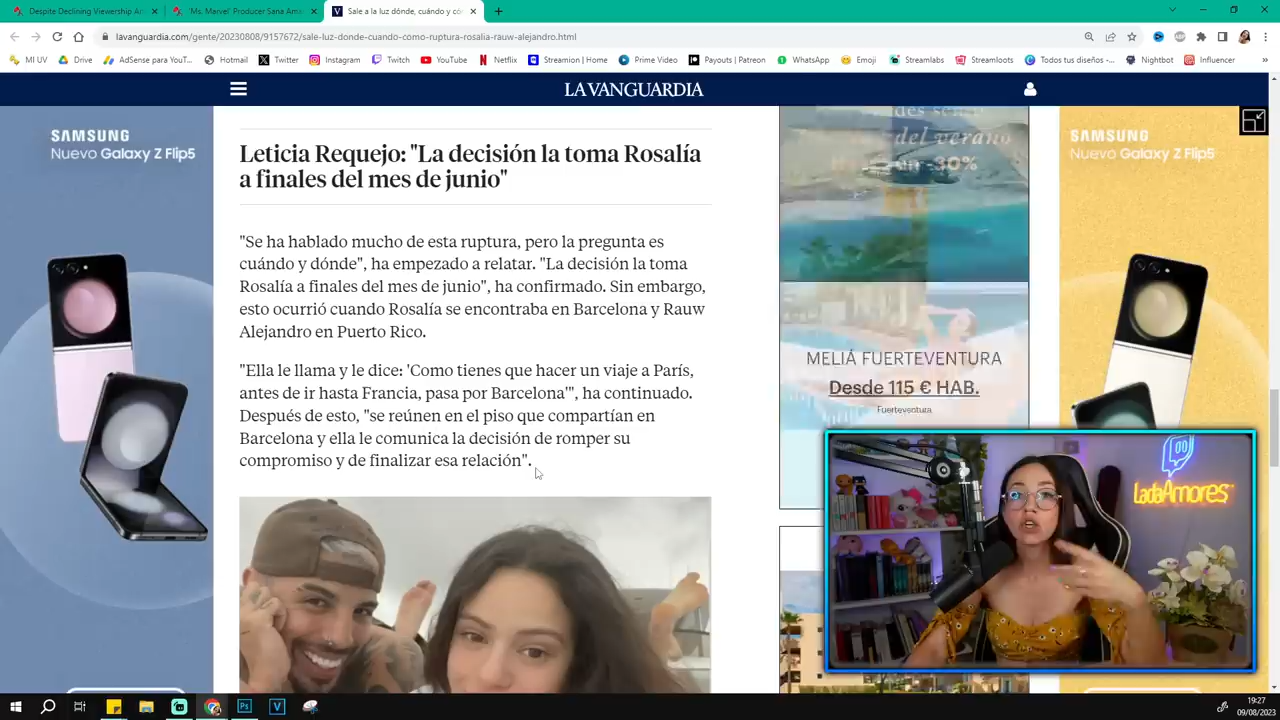 Despite Declining Viewership Am
'Ms. Marvel' Producer Sana Ama
Sale a la luz dónde, cuándo y có
lavanguardia.com/gente/20230808/9157672/sale-luz-donde-cuando-como-ruptura-rosalia-rauw-alejandro.html
MI UV Drive AdSense para YouT... Hotmail Twitter Instagram Twitch YouTube Netflix Streamion | Home Prime Video Payouts | Patreon WhatsApp Emoji Streamlabs Streamloots Todos tus diseños -... Nightbot Influencer
LA VANGUARDIA
SAMSUNG
Nuevo Galaxy Z Flip5
Leticia Requejo: "La decisión la toma Rosalía
a finales del mes de junio"
"Se ha hablado mucho de esta ruptura, pero la pregunta es
cuándo y dónde", ha empezado a relatar. "La decisión la toma
Rosalía a finales del mes de junio", ha confirmado. Sin embargo,
esto ocurrió cuando Rosalía se encontraba en Barcelona y Rauw
Alejandro en Puerto Rico.
"Ella le llama y le dice: 'Como tienes que hacer un viaje a París,
antes de ir hasta Francia, pasa por Barcelona'", ha continuado.
Después de esto, "se reúnen en el piso que compartían en
Barcelona y ella le comunica la decisión de romper su
compromiso y de finalizar esa relación".
del verano
30%
MELIÁ FUERTEVENTURA
Desde 115 € HAB.
Fuerteventura
SAMSUNG
Nuevo Galaxy Z Flip5
LadaAmores
19:27
09/08/2023